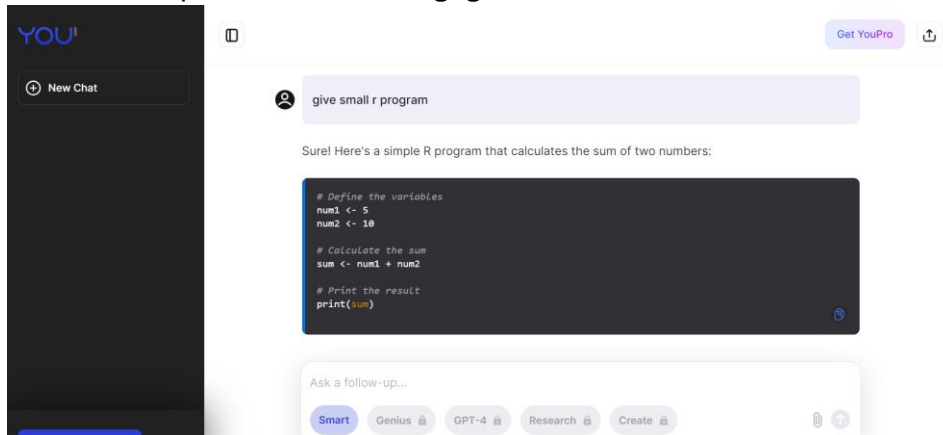 YOU
Get YouPro
New Chat
give small r program
Sure! Here's a simple R program that calculates the sum of two numbers:
# Define the variables
num1 <- 5
num2 <- 10
# Calculate the sum
sum <- num1 + num2
# Print the result
print(sum)
Ask a follow-up...
Smart Genius GPT-4 Research Create